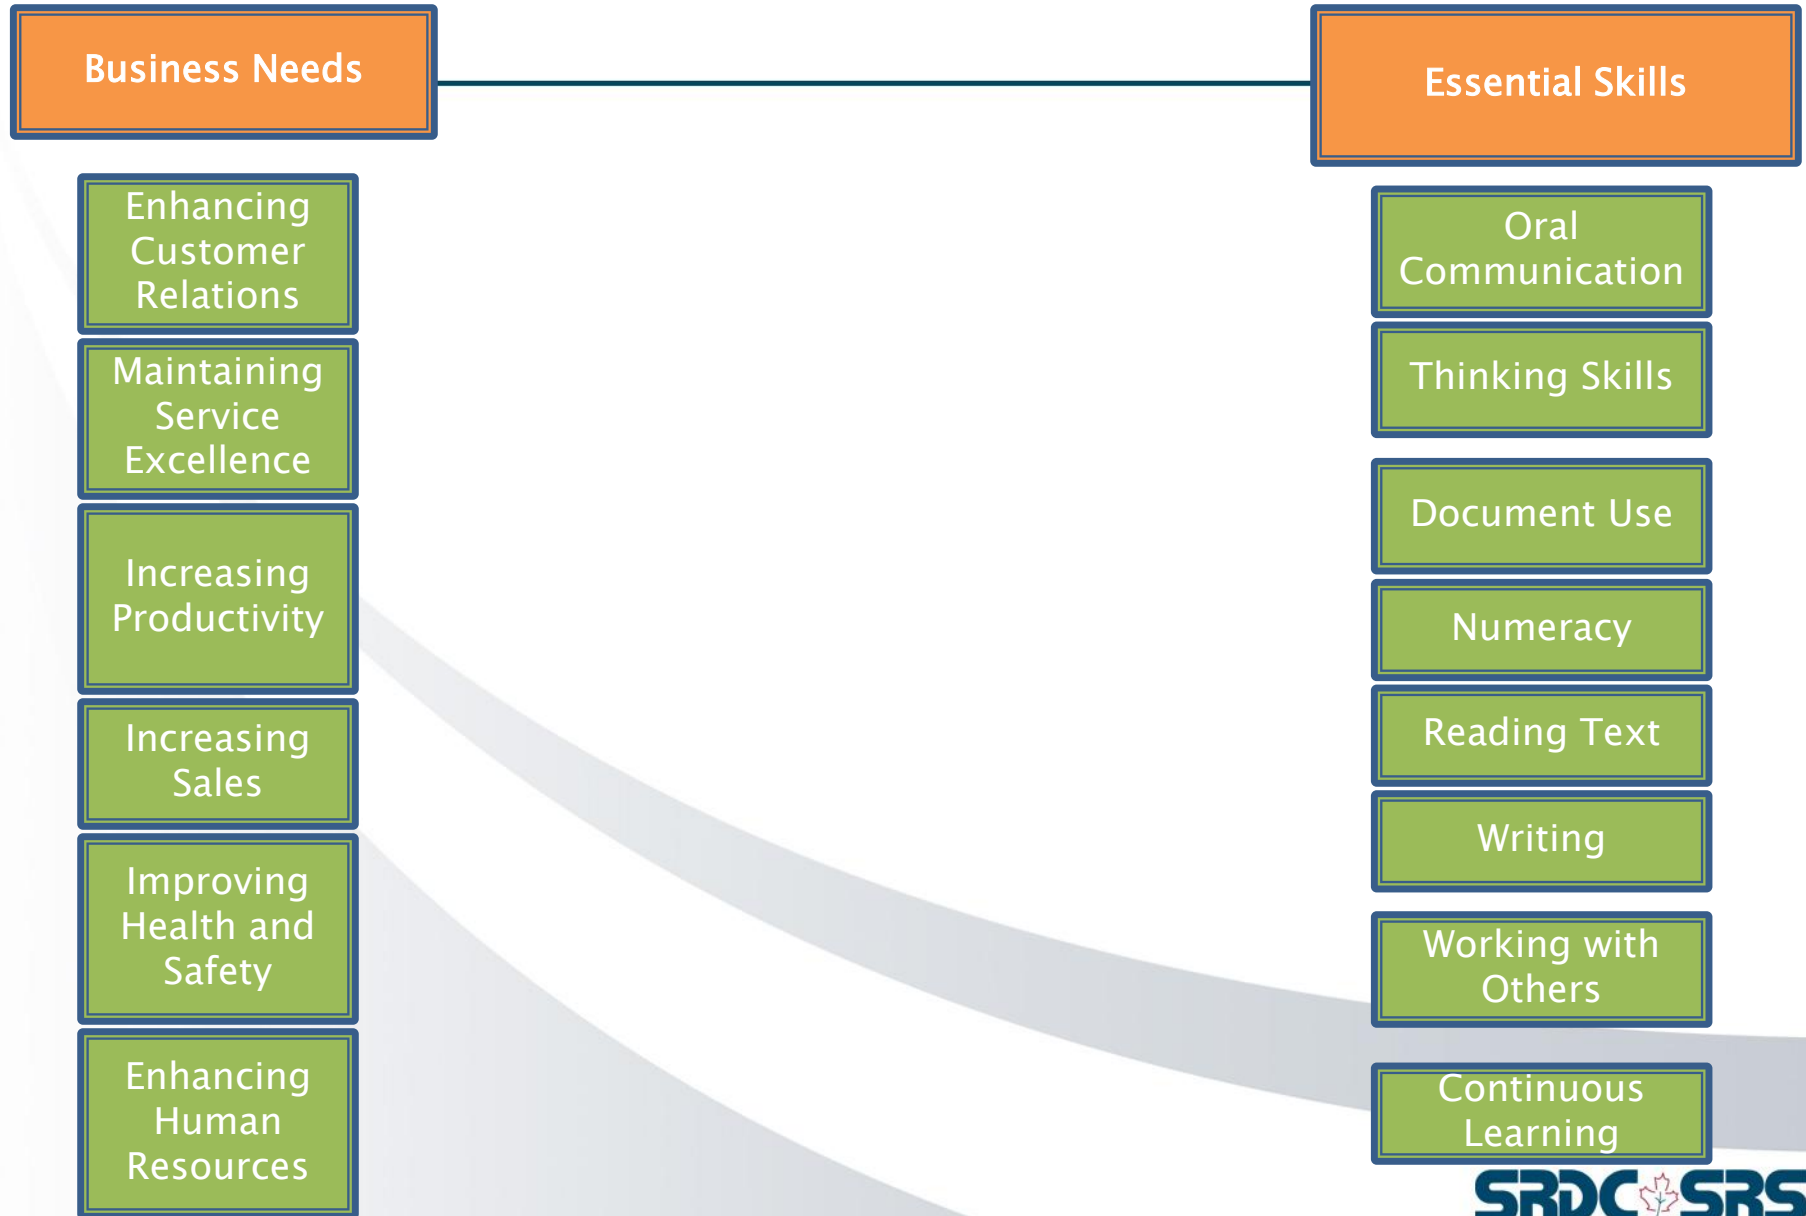 Business Needs
Essential Skills
Enhancing
Customer
Relations
Maintaining
Service
Excellence
Increasing
Productivity
Increasing
Sales
Improving
Health and
Safety
Enhancing
Human
Resources
Oral
Communication
Thinking Skills
Document Use
Numeracy
Reading Text
Writing
Working with
Others
Continuous
Learning
SRDC SRS